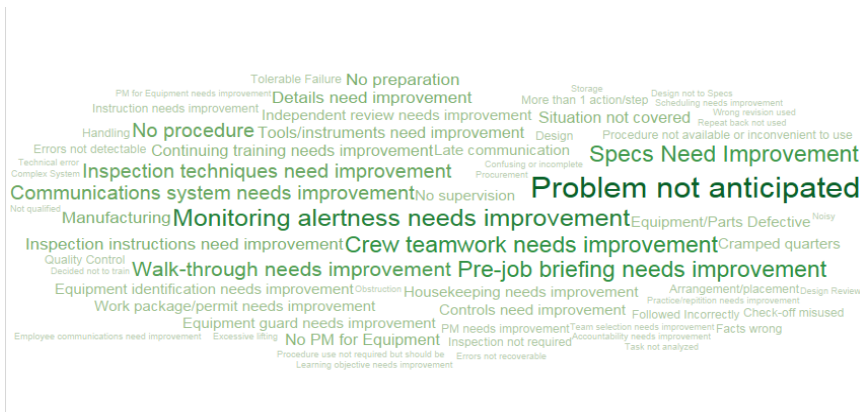 Tolerable Failure No preparation
Storage
PM for Equipment needs improvement Details need improvement More than 1 action/step Design not to Specs
Scheduling needs improvement
Instruction needs improvement Independent review needs improvement Situation not covered Wrong revision used
Repeat back not used
Handling No procedure Tools/instruments need improvement Design Procedure not available or inconvenient to use
Errors not detectable Continuing training needs improvement Late communication Specs Need Improvement
Technical error Confusing or incomplete
Complex System Inspection techniques need improvement Procurement
Communications system needs improvement No supervision Problem not anticipated
Not qualified Manufacturing Monitoring alertness needs improvement Equipment/Parts Defective Noisy
Inspection instructions need improvement Crew teamwork needs improvement Cramped quarters
Quality Control
Decided not to train Walk-through needs improvement Pre-job briefing needs improvement
Equipment identification needs improvement Obstruction Housekeeping needs improvement Arrangement/placement Design Review
Practice/repitition needs improvement
Work package/permit needs improvement Controls need improvement Followed Incorrectly Check-off misused
Equipment guard needs improvement PM needs improvement Team selection needs improvement Facts wrong
Employee communications need improvement Excessive lifting No PM for Equipment Inspection not required Accountability needs improvement
Task not analyzed
Procedure use not required but should be Errors not recoverable
Learning objective needs improvement